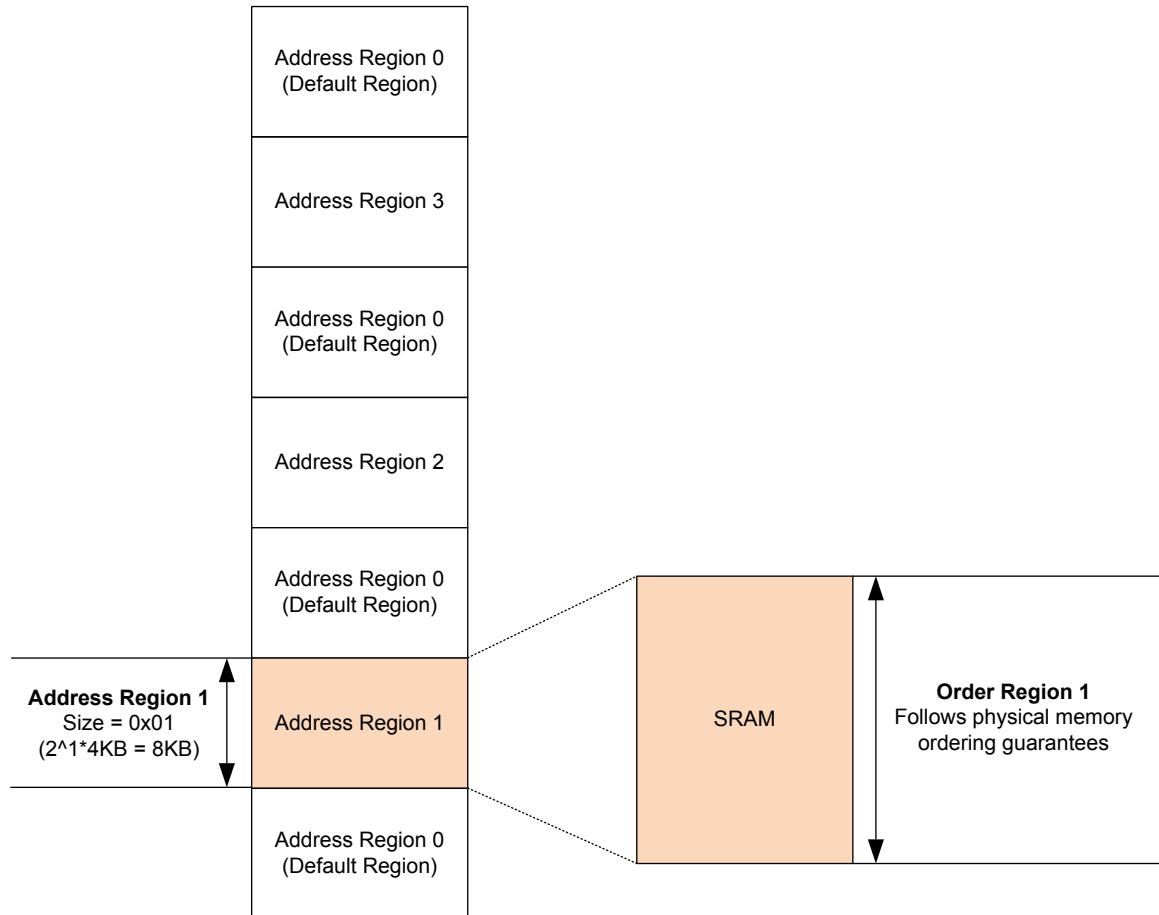 Address Region 0
(Default Region)
Address Region 3
Address Region 0
(Default Region)
Address Region 2
Address Region 0
(Default Region)
Address Region 1
Size = 0x01
(2^1*4KB = 8KB)
Address Region 1
SRAM
Order Region 1
Follows physical memory
ordering guarantees
Address Region 0
(Default Region)